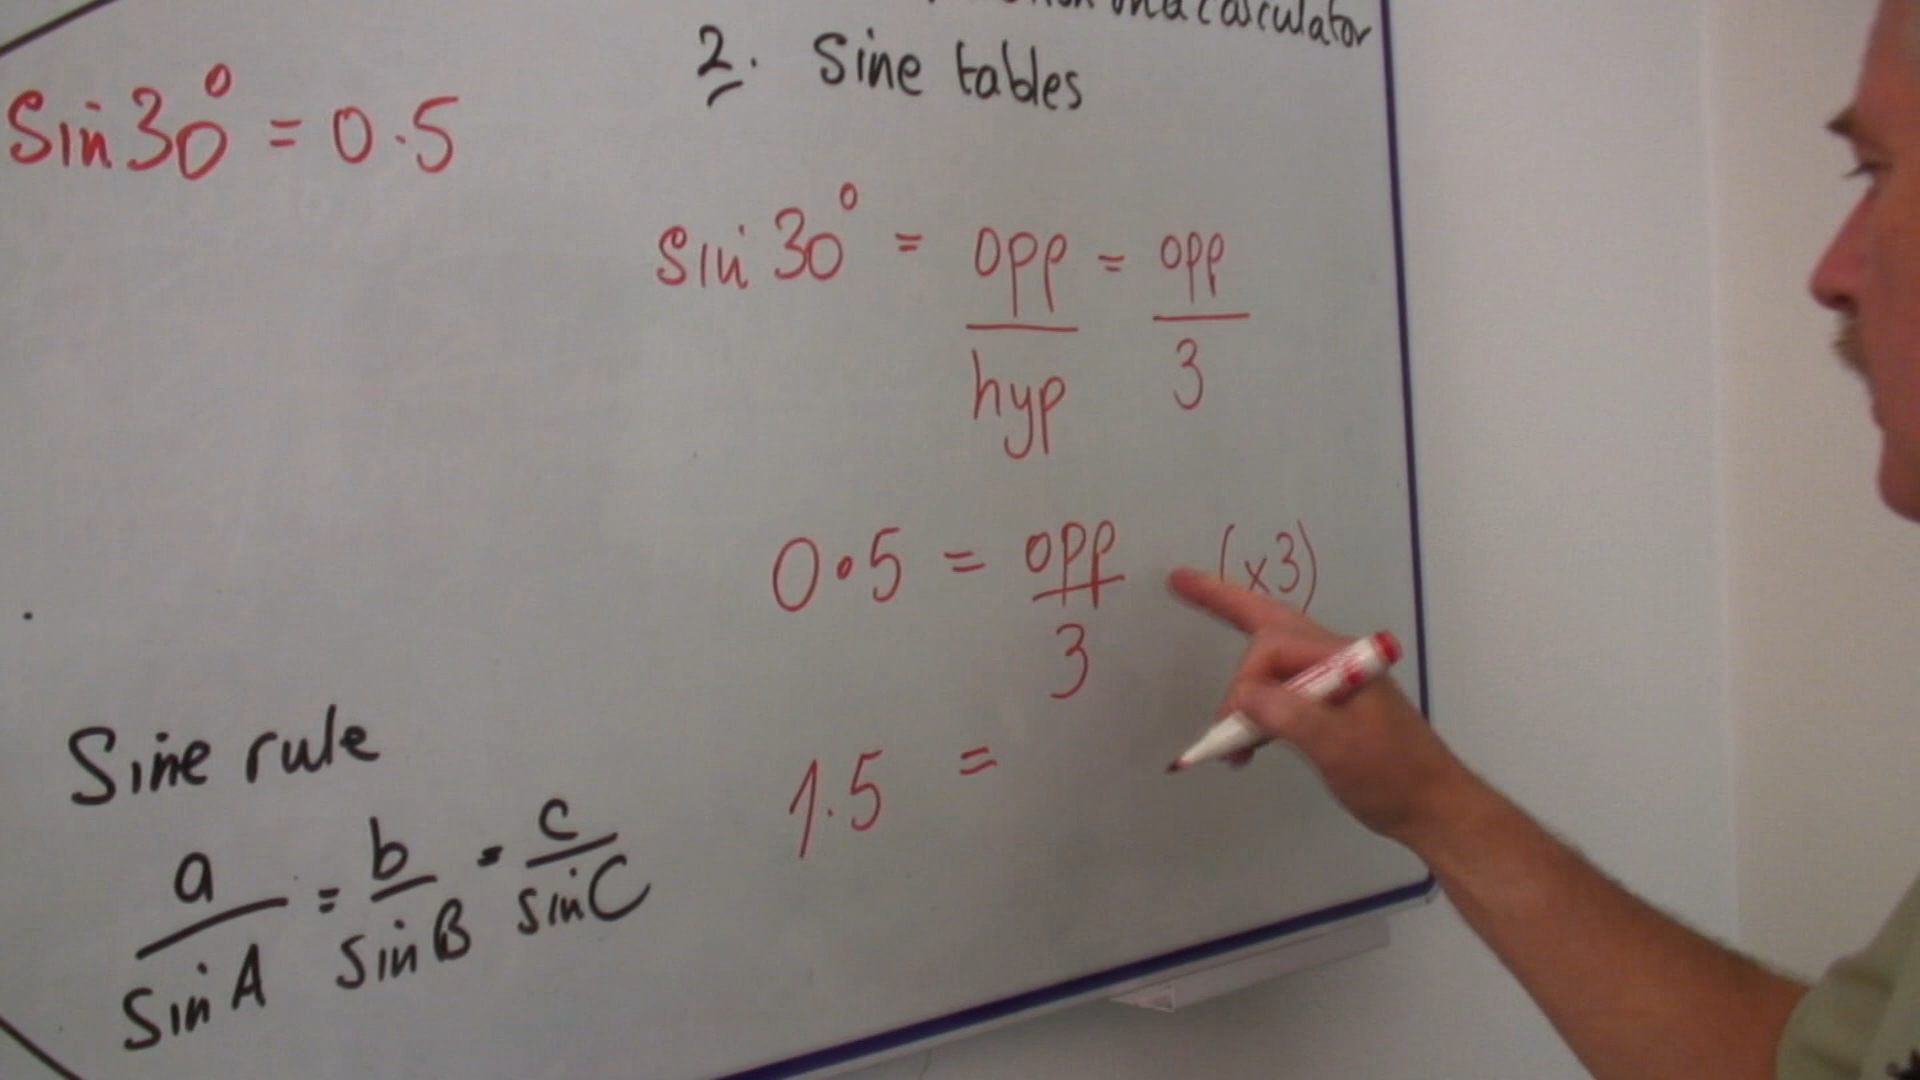 on a calculator
2. Sine tables
Sin 30° = 0.5
sin 30° = opp/hyp = opp/3
0.5 = opp/3 (x3)
1.5 =
Sine rule
a/Sin A = b/Sin B = c/sin C